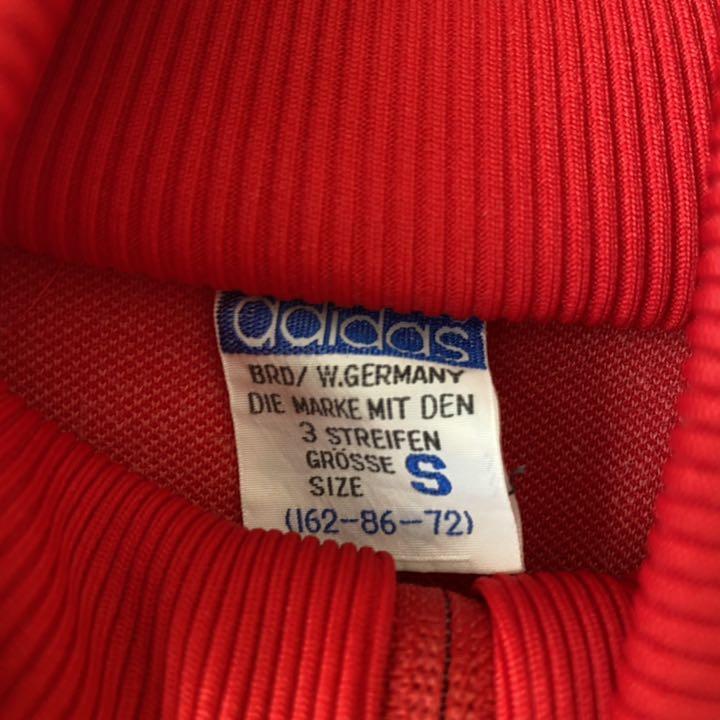 adidas
BRD/ W.GERMANY
DIE MARKE MIT DEN
3 STREIFEN
GRÖSSE S
SIZE
(162-86-72)